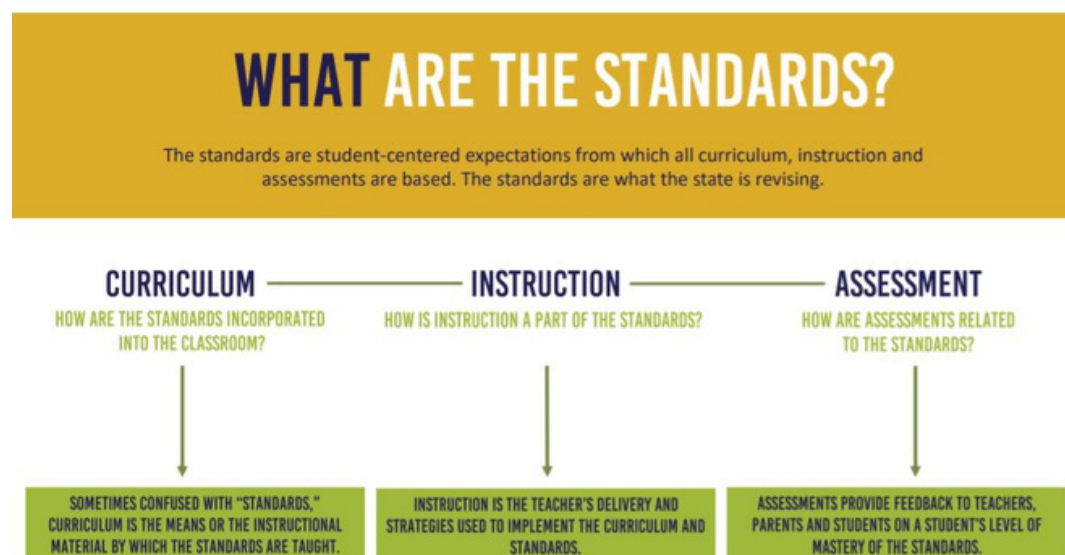 WHAT ARE THE STANDARDS?
The standards are student-centered expectations from which all curriculum, instruction and
assessments are based. The standards are what the state is revising.
CURRICULUM
HOW ARE THE STANDARDS INCORPORATED
INTO THE CLASSROOM?
SOMETIMES CONFUSED WITH “STANDARDS,”
CURRICULUM IS THE MEANS OR THE INSTRUCTIONAL
MATERIAL BY WHICH THE STANDARDS ARE TAUGHT.
INSTRUCTION
HOW IS INSTRUCTION A PART OF THE STANDARDS?
INSTRUCTION IS THE TEACHER’S DELIVERY AND
STRATEGIES USED TO IMPLEMENT THE CURRICULUM AND
STANDARDS.
ASSESSMENT
HOW ARE ASSESSMENTS RELATED
TO THE STANDARDS?
ASSESSMENTS PROVIDE FEEDBACK TO TEACHERS,
PARENTS AND STUDENTS ON A STUDENT’S LEVEL OF
MASTERY OF THE STANDARDS.